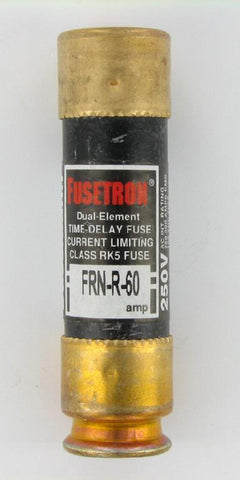 FUSETRON®
Dual-Element
TIME-DELAY FUSE
CURRENT LIMITING
CLASS RK5 FUSE
FRN-R-60
amp
250V